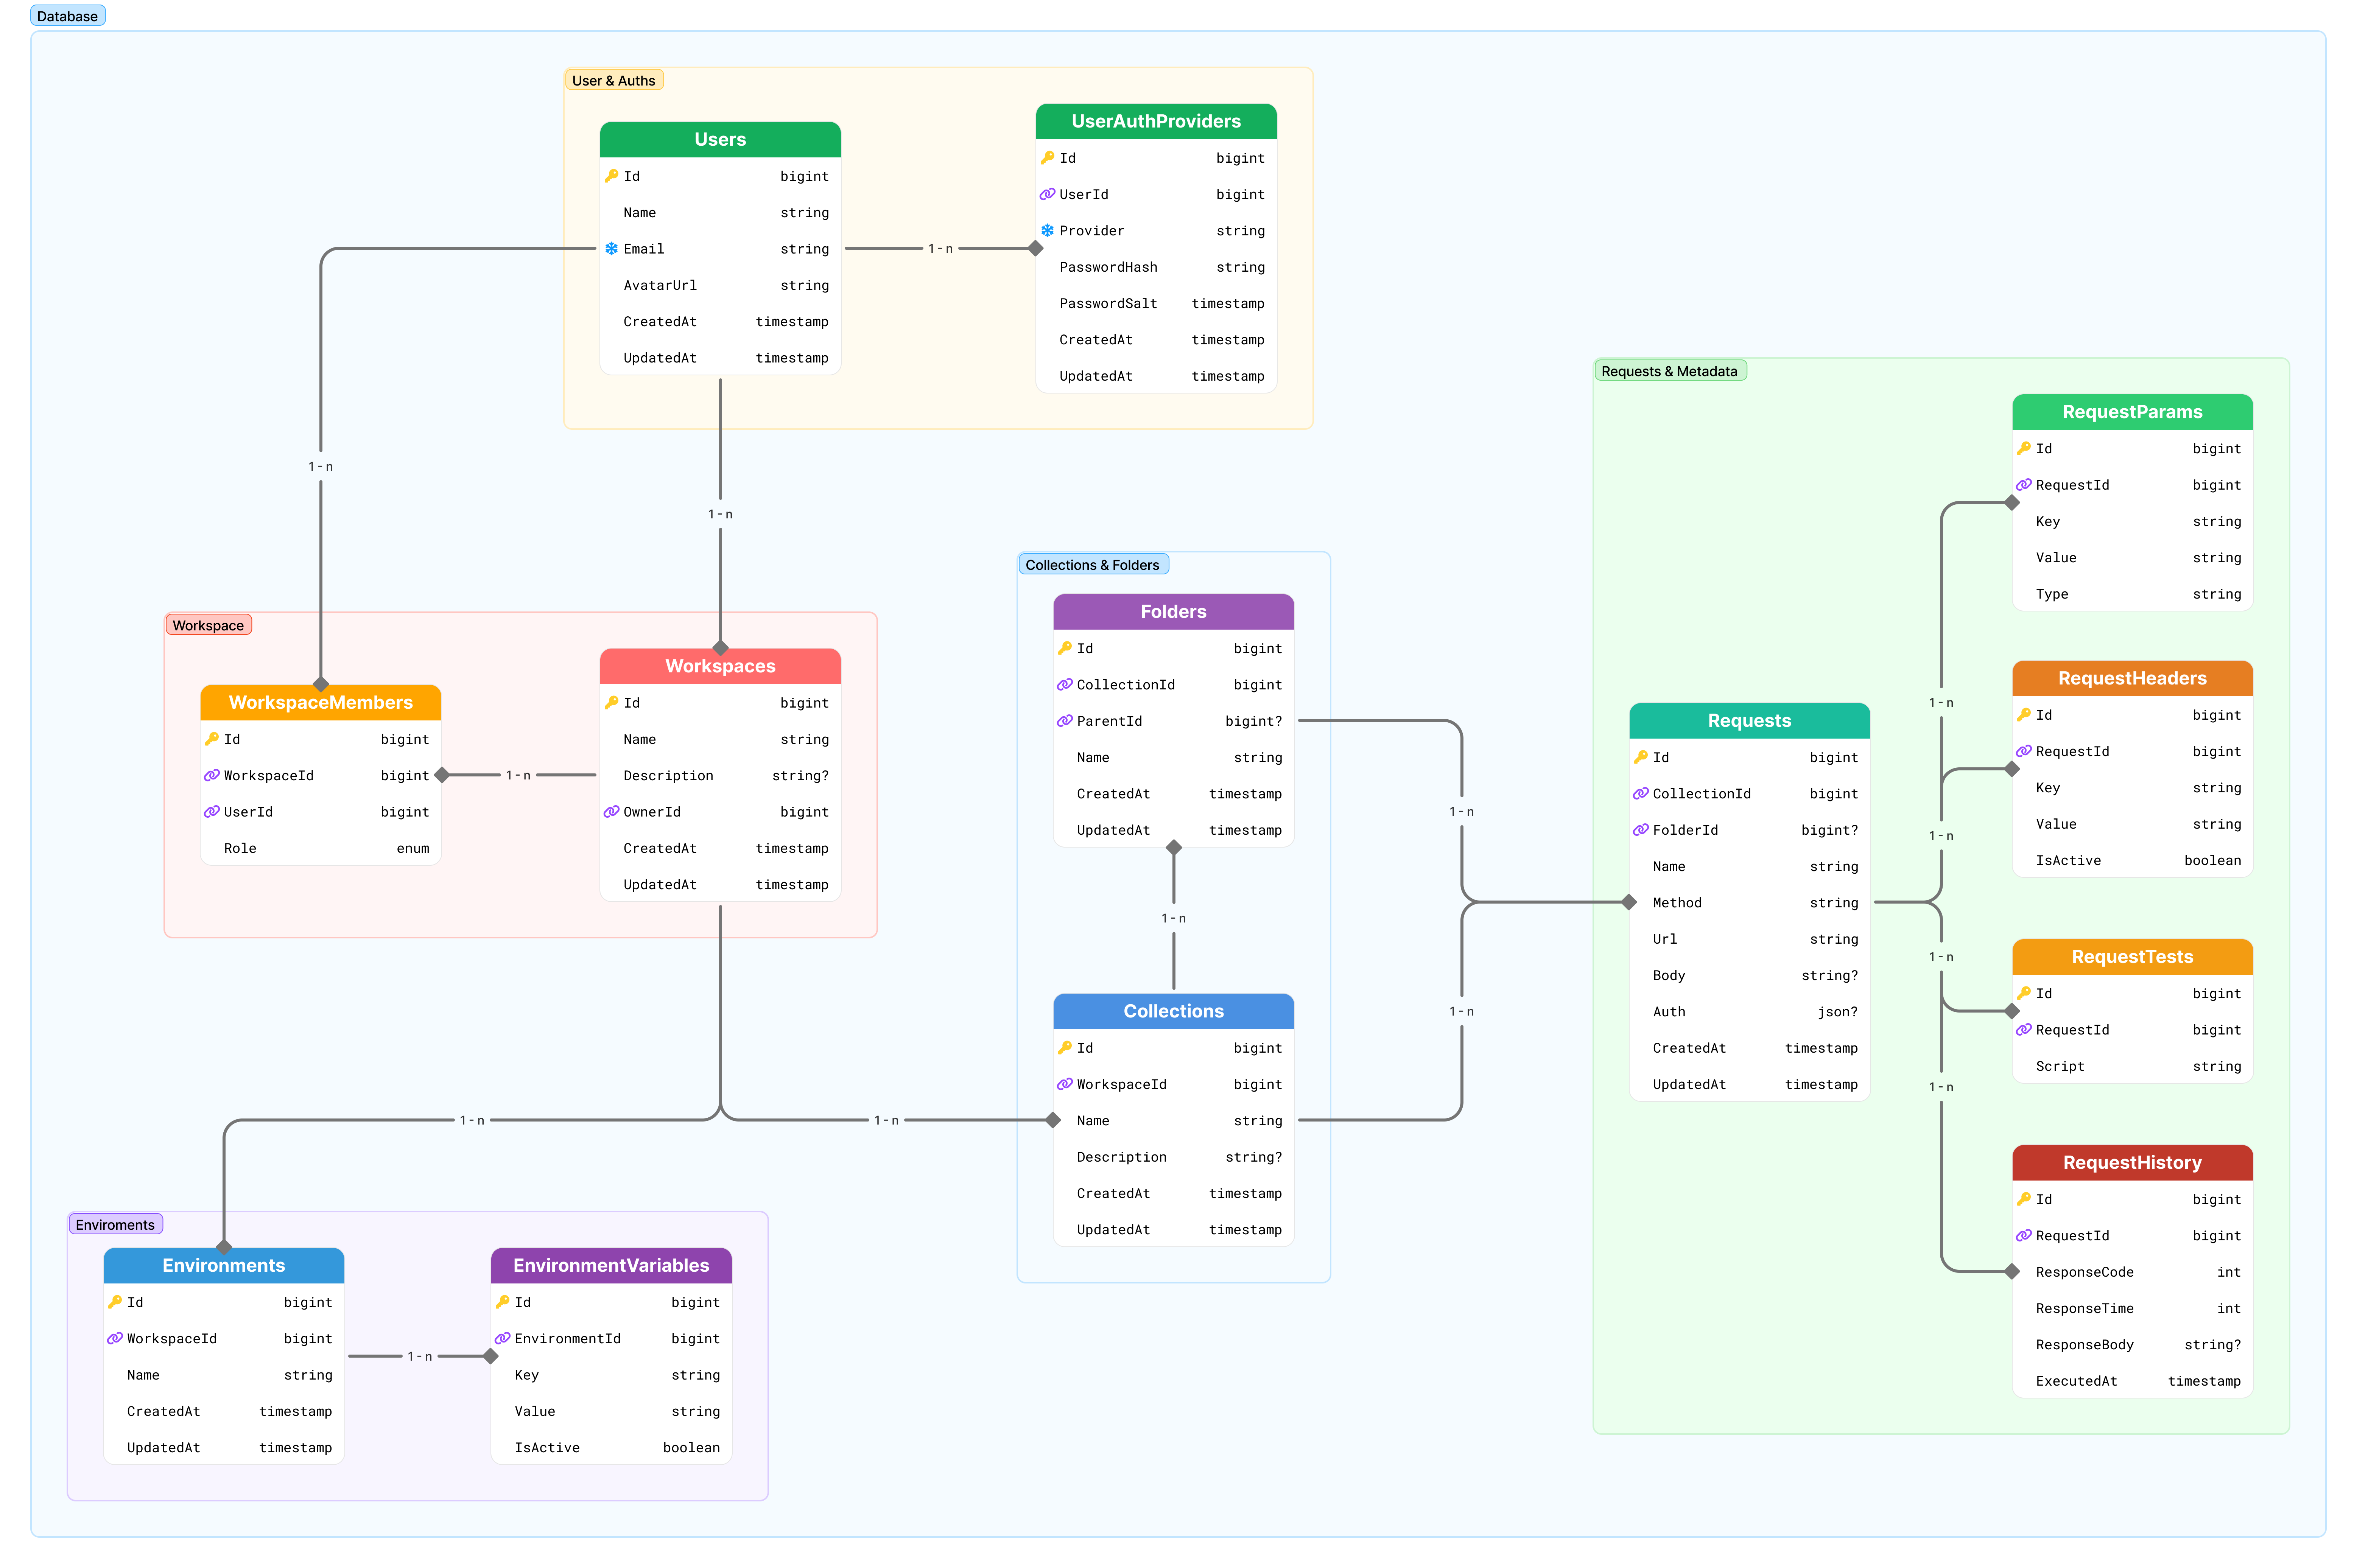 Database
User & Auths
Users
Id bigint
Name string
Email string
AvatarUrl string
CreatedAt timestamp
UpdatedAt timestamp
1 - n
UserAuthProviders
Id bigint
UserId bigint
Provider string
PasswordHash string
PasswordSalt timestamp
CreatedAt timestamp
UpdatedAt timestamp
1 - n
1 - n
Workspace
WorkspaceMembers
Id bigint
WorkspaceId bigint
UserId bigint
Role enum
1 - n
Workspaces
Id bigint
Name string
Description string?
OwnerId bigint
CreatedAt timestamp
UpdatedAt timestamp
1 - n
1 - n
Enviroments
Environments
Id bigint
WorkspaceId bigint
Name string
CreatedAt timestamp
UpdatedAt timestamp
1 - n
EnvironmentVariables
Id bigint
EnvironmentId bigint
Key string
Value string
IsActive boolean
Collections & Folders
Folders
Id bigint
CollectionId bigint
ParentId bigint?
Name string
CreatedAt timestamp
UpdatedAt timestamp
1 - n
Collections
Id bigint
WorkspaceId bigint
Name string
Description string?
CreatedAt timestamp
UpdatedAt timestamp
1 - n
1 - n
Requests & Metadata
Requests
Id bigint
CollectionId bigint
FolderId bigint?
Name string
Method string
Url string
Body string?
Auth json?
CreatedAt timestamp
UpdatedAt timestamp
1 - n
1 - n
1 - n
1 - n
RequestParams
Id bigint
RequestId bigint
Key string
Value string
Type string
RequestHeaders
Id bigint
RequestId bigint
Key string
Value string
IsActive boolean
RequestTests
Id bigint
RequestId bigint
Script string
RequestHistory
Id bigint
RequestId bigint
ResponseCode int
ResponseTime int
ResponseBody string?
ExecutedAt timestamp